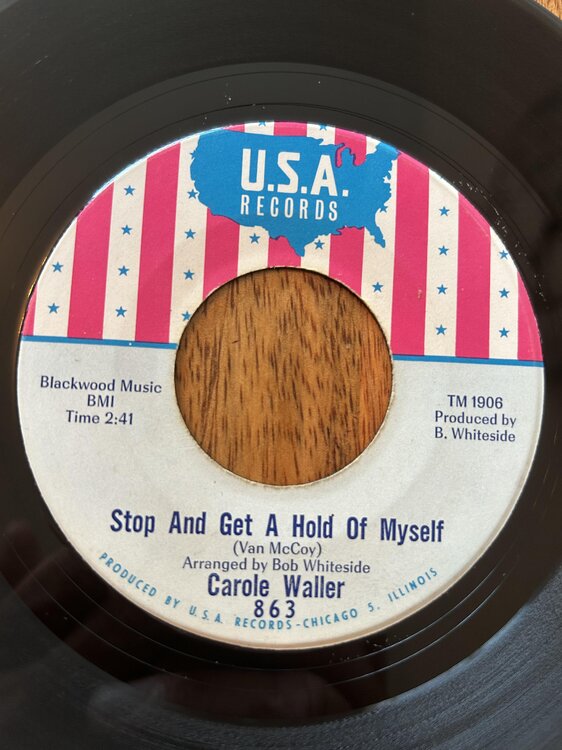 U.S.A.
RECORDS
Blackwood Music
BMI
Time 2:41
TM 1906
Produced by
B. Whiteside
Stop And Get A Hold Of Myself
(Van McCoy)
Arranged by Bob Whiteside
Carole Waller
863
PRODUCED BY U.S.A. RECORDS-CHICAGO 5, ILLINOIS